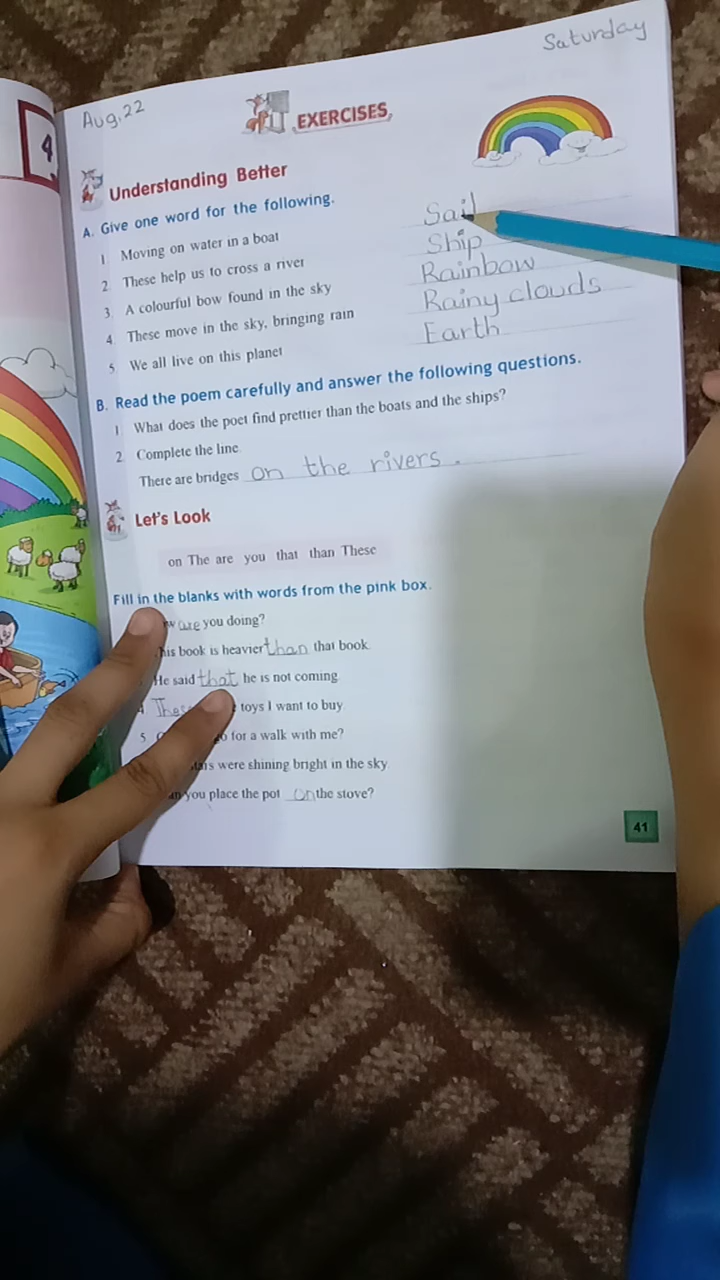 Saturday
Aug, 22
EXERCISES
4
Understanding Better
A. Give one word for the following.
1 Moving on water in a boat Sail
2 These help us to cross a river Ship
3 A colourful bow found in the sky Rainbow
4 These move in the sky, bringing rain Rainy clouds
5 We all live on this planet Earth
B. Read the poem carefully and answer the following questions.
1 What does the poet find prettier than the boats and the ships?
2 Complete the line
There are bridges on the rivers.
Let's Look
on The are you that than These
Fill in the blanks with words from the pink box.
are you doing?
his book is heavier than that book
He said that he is not coming
4 toys I want to buy
5 for a walk with me?
were shining bright in the sky
you place the pot on the stove?
41